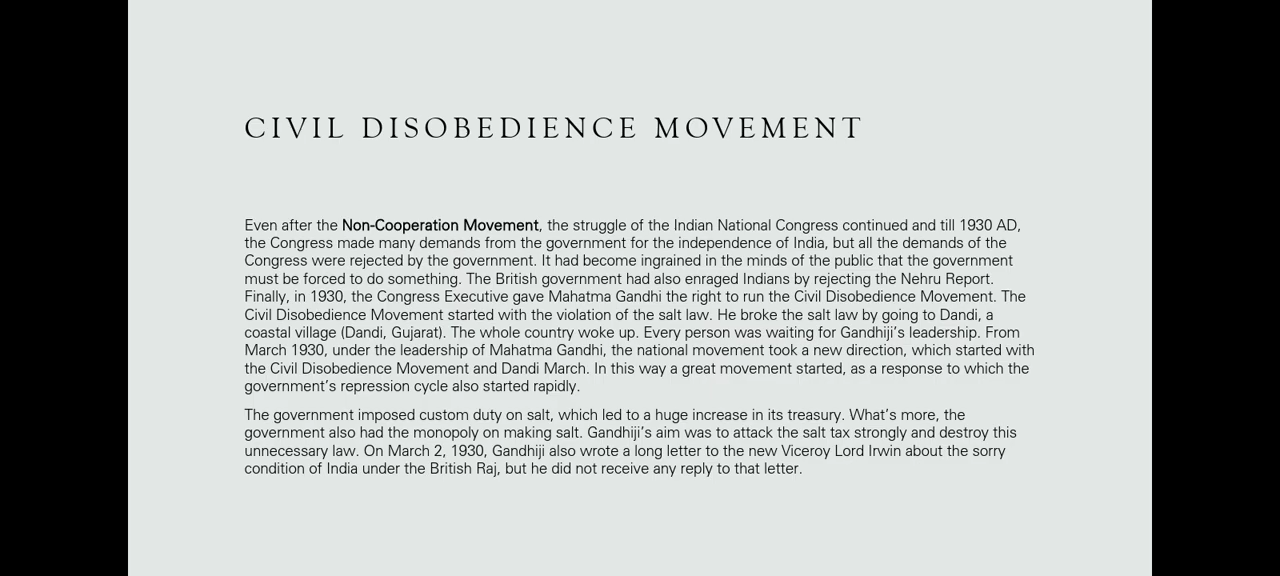 CIVIL DISOBEDIENCE MOVEMENT
Even after the Non-Cooperation Movement, the struggle of the Indian National Congress continued and till 1930 AD,
the Congress made many demands from the government for the independence of India, but all the demands of the
Congress were rejected by the government. It had become ingrained in the minds of the public that the government
must be forced to do something. The British government had also enraged Indians by rejecting the Nehru Report.
Finally, in 1930, the Congress Executive gave Mahatma Gandhi the right to run the Civil Disobedience Movement. The
Civil Disobedience Movement started with the violation of the salt law. He broke the salt law by going to Dandi, a
coastal village (Dandi, Gujarat). The whole country woke up. Every person was waiting for Gandhiji's leadership. From
March 1930, under the leadership of Mahatma Gandhi, the national movement took a new direction, which started with
the Civil Disobedience Movement and Dandi March. In this way a great movement started, as a response to which the
government's repression cycle also started rapidly.
The government imposed custom duty on salt, which led to a huge increase in its treasury. What's more, the
government also had the monopoly on making salt. Gandhiji's aim was to attack the salt tax strongly and destroy this
unnecessary law. On March 2, 1930, Gandhiji also wrote a long letter to the new Viceroy Lord Irwin about the sorry
condition of India under the British Raj, but he did not receive any reply to that letter.